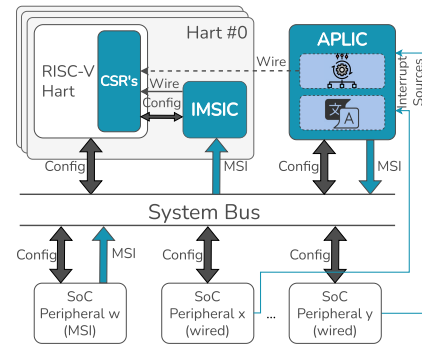 Hart #0
RISC-V
Hart
CSR's
Wire
Config
IMSIC
Wire
APLIC
文
A
Interrupt
Sources
Config
MSI
Config
MSI
System Bus
Config
MSI
Config
Config
SoC
Peripheral w
(MSI)
SoC
Peripheral x
(wired)
...
SoC
Peripheral y
(wired)